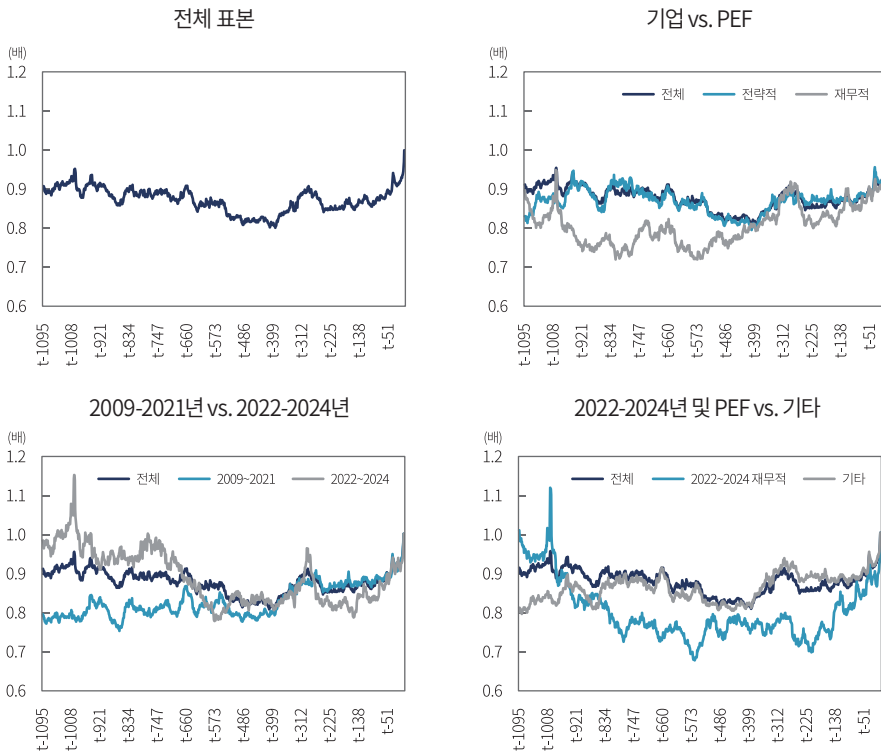 전체 표본
(배)
1.2
1.1
1.0
0.9
0.8
0.7
0.6
t-1095
t-1008
t-921
t-834
t-747
t-660
t-573
t-486
t-399
t-312
t-225
t-138
t-51
기업 vs. PEF
(배)
전체 전략적 재무적
1.2
1.1
1.0
0.9
0.8
0.7
0.6
t-1095
t-1008
t-921
t-834
t-747
t-660
t-573
t-486
t-399
t-312
t-225
t-138
t-51
2009-2021년 vs. 2022-2024년
(배)
전체 2009~2021 2022~2024
1.2
1.1
1.0
0.9
0.8
0.7
0.6
t-1095
t-1008
t-921
t-834
t-747
t-660
t-573
t-486
t-399
t-312
t-225
t-138
t-51
2022-2024년 및 PEF vs. 기타
(배)
전체 2022~2024 재무적 기타
1.2
1.1
1.0
0.9
0.8
0.7
0.6
t-1095
t-1008
t-921
t-834
t-747
t-660
t-573
t-486
t-399
t-312
t-225
t-138
t-51